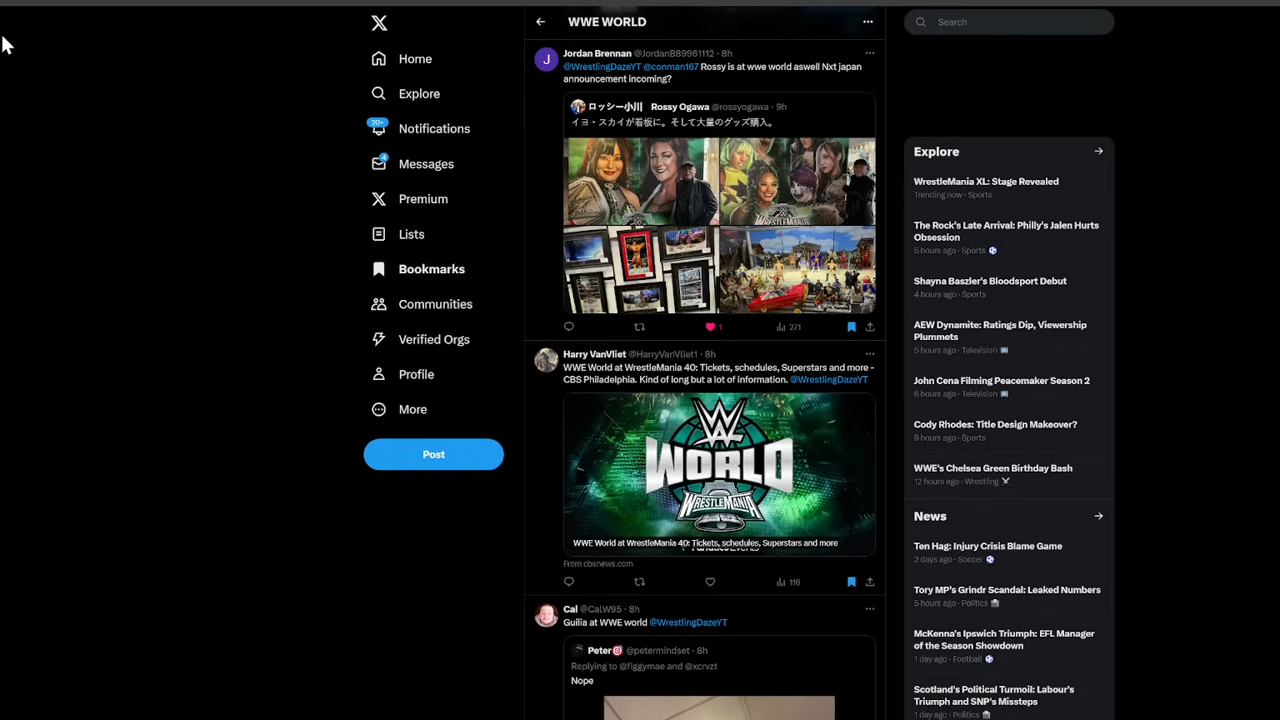 WWE WORLD
Search
Home
Explore
20+
Notifications
4
Messages
Premium
Lists
Bookmarks
Communities
Verified Orgs
Profile
More
Post
J
Jordan Brennan @JordanB89961112 · 8h
@WrestlingDazeYT @conman167 Rossy is at wwe world aswell Nxt japan
announcement incoming?
ロッシー小川 Rossy Ogawa @rossyogawa · 9h
イヨ・スカイが看板に。そして大量のグッズ購入。
WRESTLEMANIA
1
271
Harry VanVliet @HarryVanVliet1 · 8h
WWE World at WrestleMania 40: Tickets, schedules, Superstars and more -
CBS Philadelphia. Kind of long but a lot of information. @WrestlingDazeYT
WORLD
WRESTLEMANIA
WWE World at WrestleMania 40: Tickets, schedules, Superstars and more
From cbsnews.com
116
Cal @CalW95 · 8h
Guilia at WWE world @WrestlingDazeYT
Peter🎯 @petermindset · 8h
Replying to @figgymae and @xcrvzt
Nope
Explore
WrestleMania XL: Stage Revealed
Trending now · Sports
The Rock's Late Arrival: Philly's Jalen Hurts
Obsession
5 hours ago · Sports
Shayna Baszler's Bloodsport Debut
4 hours ago · Sports
AEW Dynamite: Ratings Dip, Viewership
Plummets
5 hours ago · Television
John Cena Filming Peacemaker Season 2
6 hours ago · Television
Cody Rhodes: Title Design Makeover?
9 hours ago · Sports
WWE's Chelsea Green Birthday Bash
12 hours ago · Wrestling
News
Ten Hag: Injury Crisis Blame Game
2 days ago · Soccer
Tory MP's Grindr Scandal: Leaked Numbers
5 hours ago · Politics
McKenna's Ipswich Triumph: EFL Manager
of the Season Showdown
1 day ago · Football
Scotland's Political Turmoil: Labour's
Triumph and SNP's Missteps
1 day ago · Politics